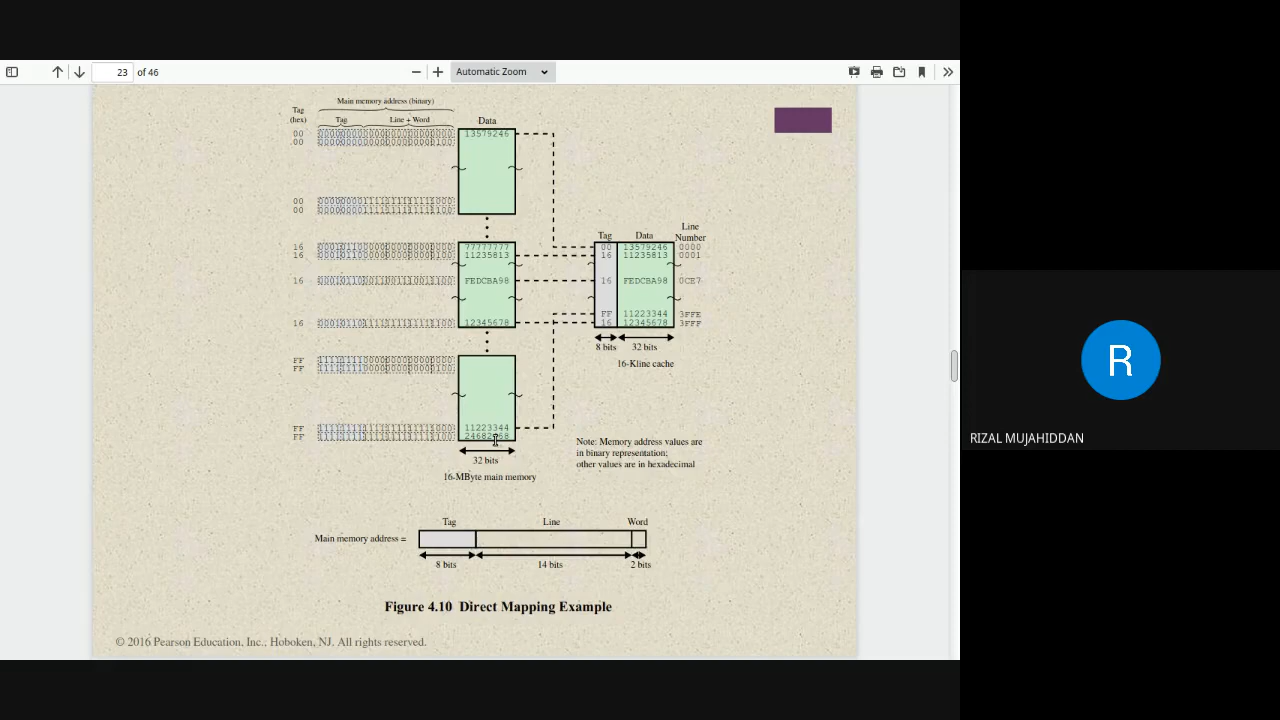 23 of 46
Automatic Zoom
Main memory address (binary)
Tag
(hex)
Tag
Line + Word
Data
00
13579246
00
00
00
Line
Number
Tag
Data
16
77777777
00
13579246
0000
16
11235813
16
11235813
0001
16
FEDCBA98
16
FEDCBA98
0CE7
FF
11223344
3FFE
16
12345678
16
12345678
3FFF
8 bits
32 bits
FF
16-Kline cache
FF
FF
11223344
FF
Note: Memory address values are
in binary representation;
other values are in hexadecimal
32 bits
16-MByte main memory
Tag
Line
Word
Main memory address =
8 bits
14 bits
2 bits
Figure 4.10 Direct Mapping Example
© 2016 Pearson Education, Inc., Hoboken, NJ. All rights reserved.
R
RIZAL MUJAHIDDAN